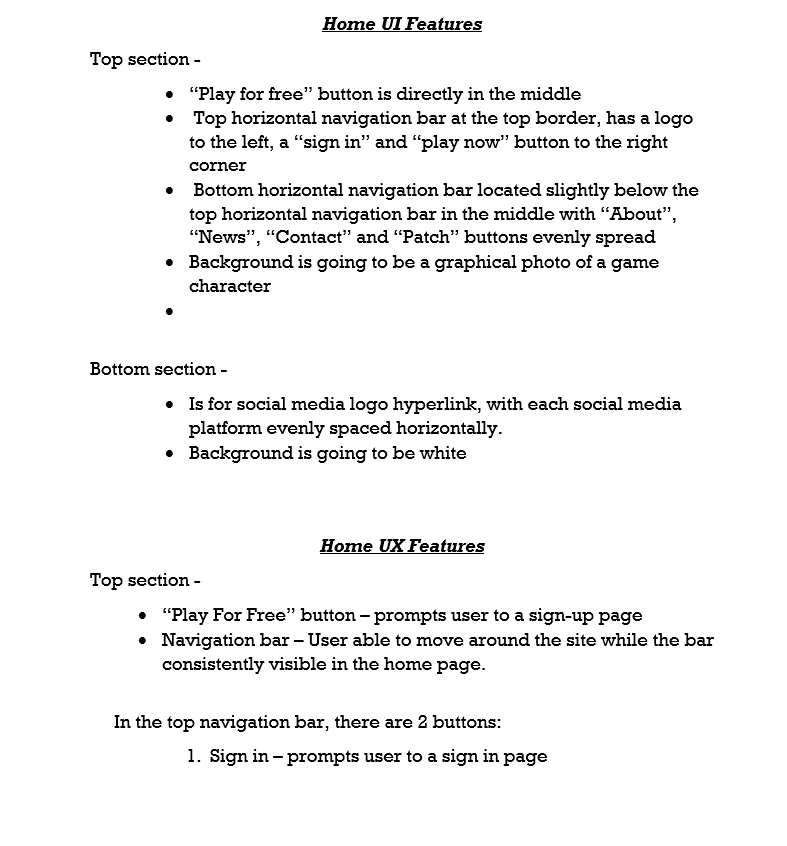 Home UI Features
Top section -
• “Play for free” button is directly in the middle
• Top horizontal navigation bar at the top border, has a logo
to the left, a “sign in” and “play now” button to the right
corner
• Bottom horizontal navigation bar located slightly below the
top horizontal navigation bar in the middle with “About”,
“News”, “Contact” and “Patch” buttons evenly spread
• Background is going to be a graphical photo of a game
character
•
Bottom section -
• Is for social media logo hyperlink, with each social media
platform evenly spaced horizontally.
• Background is going to be white
Home UX Features
Top section -
• “Play For Free” button – prompts user to a sign-up page
• Navigation bar – User able to move around the site while the bar
consistently visible in the home page.
In the top navigation bar, there are 2 buttons:
1. Sign in – prompts user to a sign in page